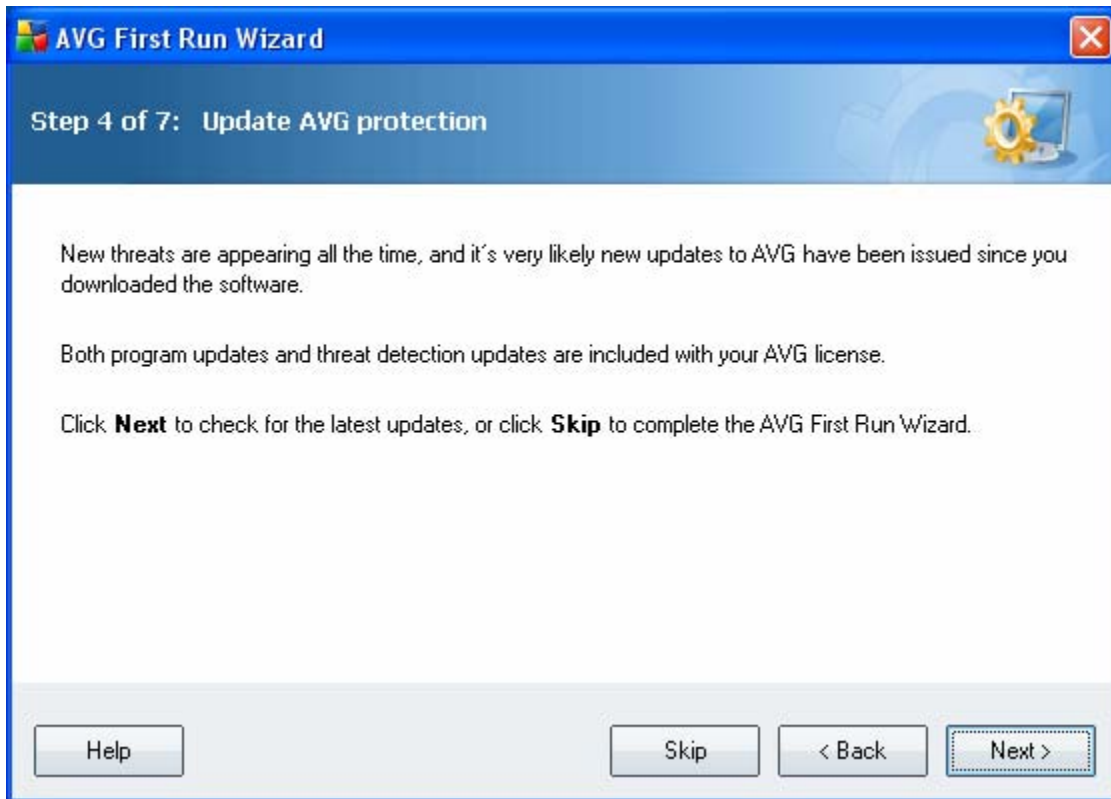 AVG First Run Wizard
Step 4 of 7: Update AVG protection
New threats are appearing all the time, and it´s very likely new updates to AVG have been issued since you
downloaded the software.
Both program updates and threat detection updates are included with your AVG license.
Click Next to check for the latest updates, or click Skip to complete the AVG First Run Wizard.
Help
Skip
< Back
Next >